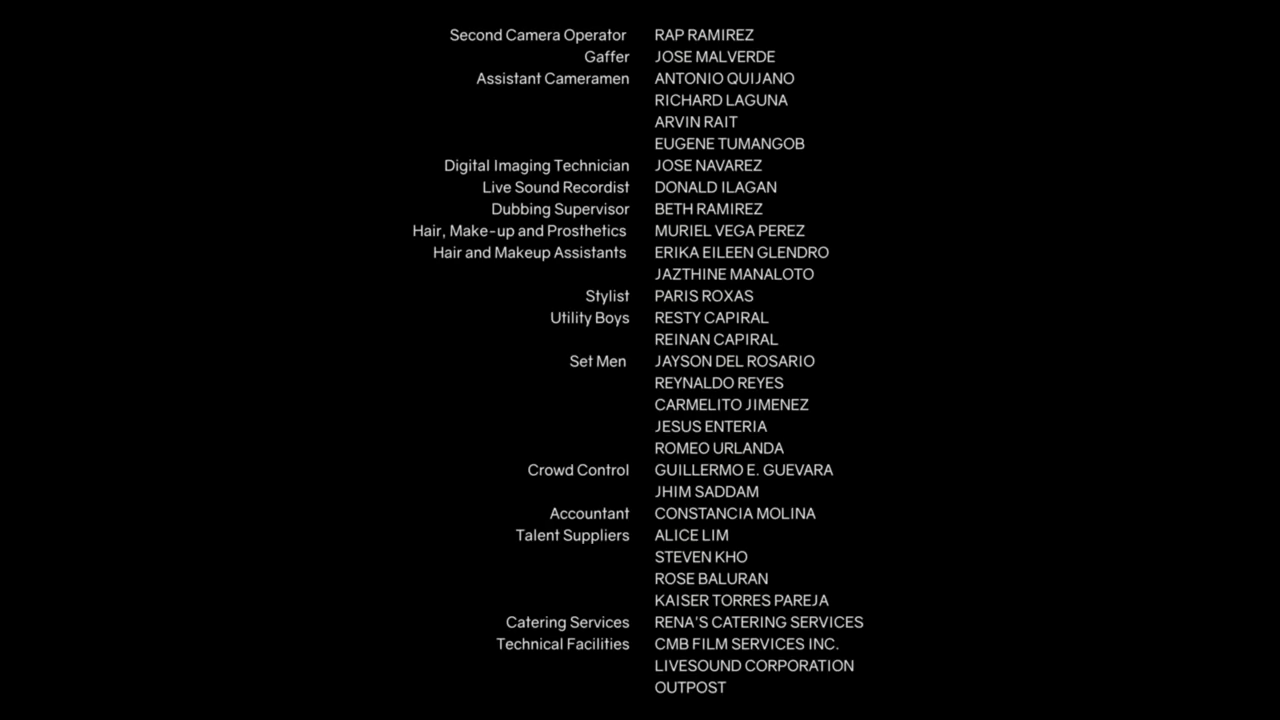 Second Camera Operator RAP RAMIREZ
Gaffer JOSE MALVERDE
Assistant Cameramen ANTONIO QUIJANO
RICHARD LAGUNA
ARVIN RAIT
EUGENE TUMANGOB
Digital Imaging Technician JOSE NAVAREZ
Live Sound Recordist DONALD ILAGAN
Dubbing Supervisor BETH RAMIREZ
Hair, Make-up and Prosthetics MURIEL VEGA PEREZ
Hair and Makeup Assistants ERIKA EILEEN GLENDRO
JAZTHINE MANALOTO
Stylist PARIS ROXAS
Utility Boys RESTY CAPIRAL
REINAN CAPIRAL
Set Men JAYSON DEL ROSARIO
REYNALDO REYES
CARMELITO JIMENEZ
JESUS ENTERIA
ROMEO URLANDA
Crowd Control GUILLERMO E. GUEVARA
JHIM SADDAM
Accountant CONSTANCIA MOLINA
Talent Suppliers ALICE LIM
STEVEN KHO
ROSE BALURAN
KAISER TORRES PAREJA
Catering Services RENA'S CATERING SERVICES
Technical Facilities CMB FILM SERVICES INC.
LIVESOUND CORPORATION
OUTPOST